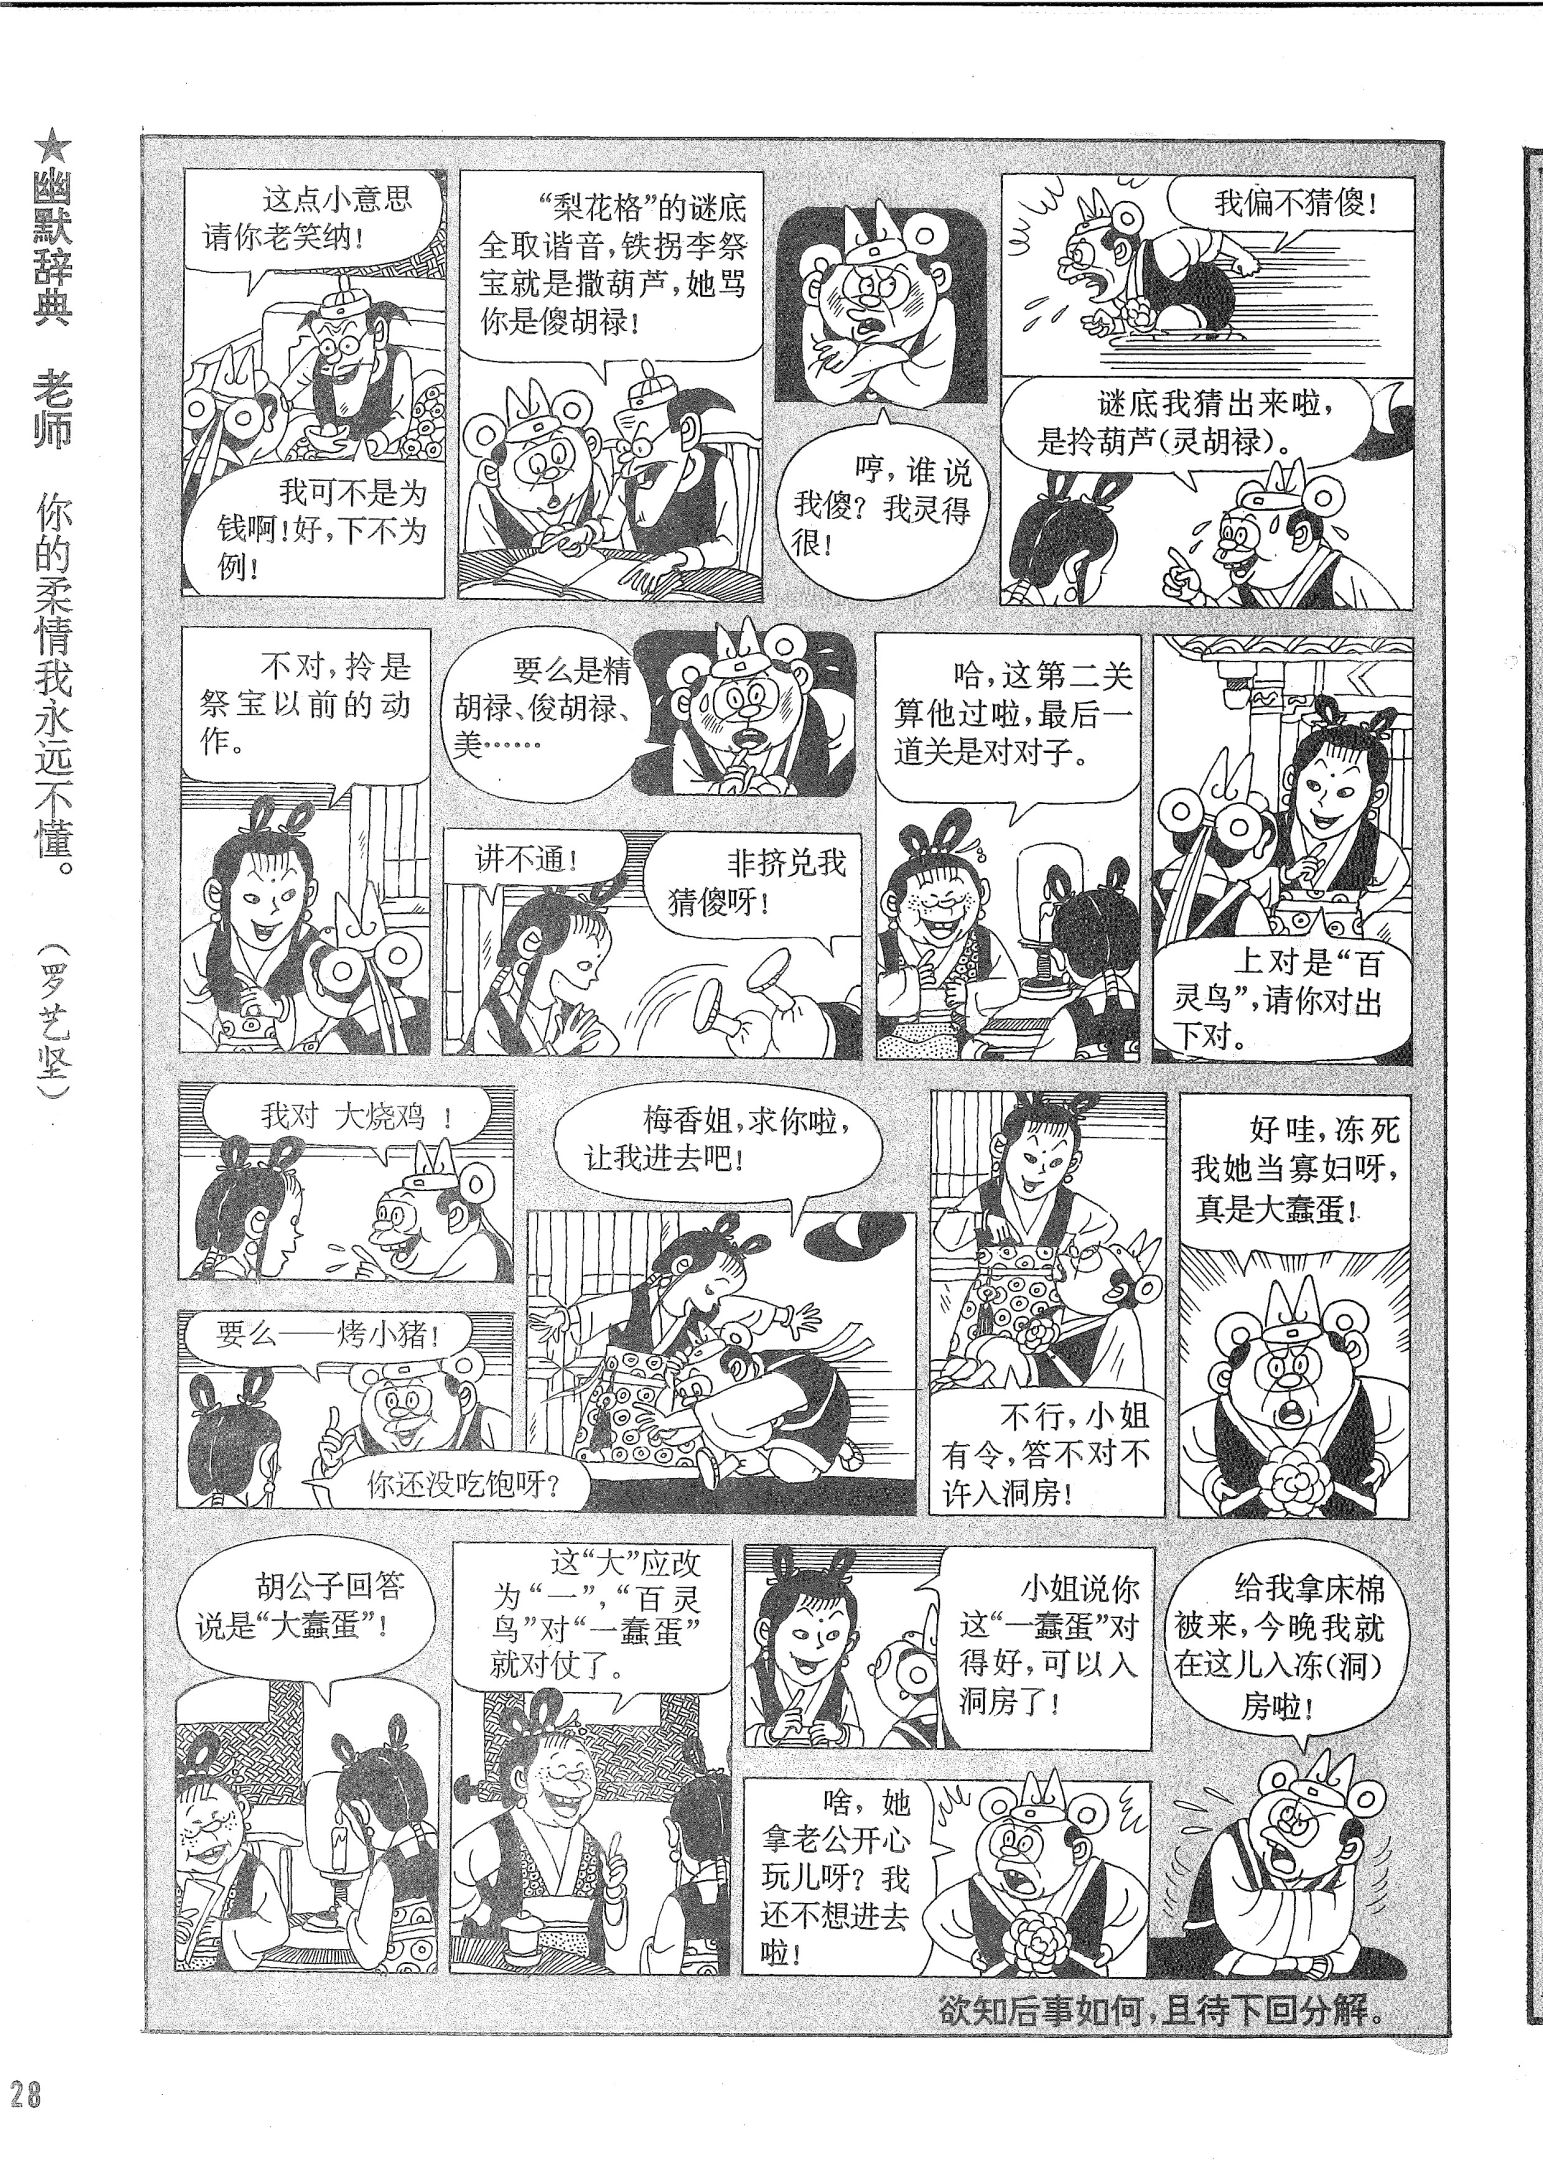 ★幽默辞典 老师 你的柔情我永远不懂。 （罗艺坚）
这点小意思
请你老笑纳！
我可不是为
钱啊！好，下不为
例！
“梨花格”的谜底
全取谐音，铁拐李祭
宝就是撒葫芦，她骂
你是傻胡禄！
哼，谁说
我傻？我灵得
很！
我偏不猜傻！
谜底我猜出来啦，
是拎葫芦（灵胡禄）。
不对，拎是
祭宝以前的动
作。
要么是精
胡禄、俊胡禄、
美……
讲不通！
非挤兑我
猜傻呀！
哈，这第二关
算他过啦，最后一
道关是对对子。
上对是“百
灵鸟”，请你对出
下对。
我对 大烧鸡！
要么——烤小猪！
你还没吃饱呀？
梅香姐，求你啦，
让我进去吧！
不行，小姐
有令，答不对不
许入洞房！
好哇，冻死
我她当寡妇呀，
真是大蠢蛋！
胡公子回答
说是“大蠢蛋”！
这“大”应改
为“一”，“百灵
鸟”对“一蠢蛋”
就对仗了。
小姐说你
这“一蠢蛋”对
得好，可以入
洞房了！
啥，她
拿老公开心
玩儿呀？我
还不想进去
啦！
给我拿床棉
被来，今晚我就
在这儿入冻（洞）
房啦！
欲知后事如何，且待下回分解。
28